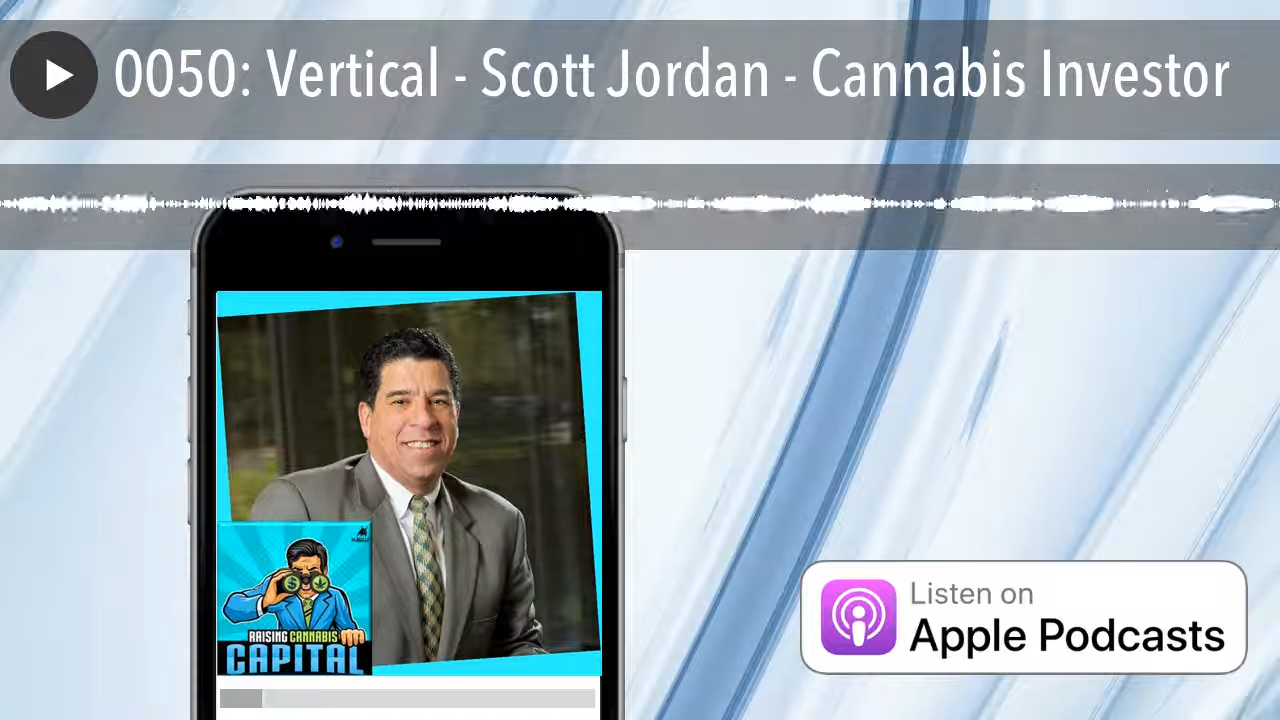 0050: Vertical - Scott Jordan - Cannabis Investor
RAISING CANNABIS
CAPITAL
Listen on
Apple Podcasts